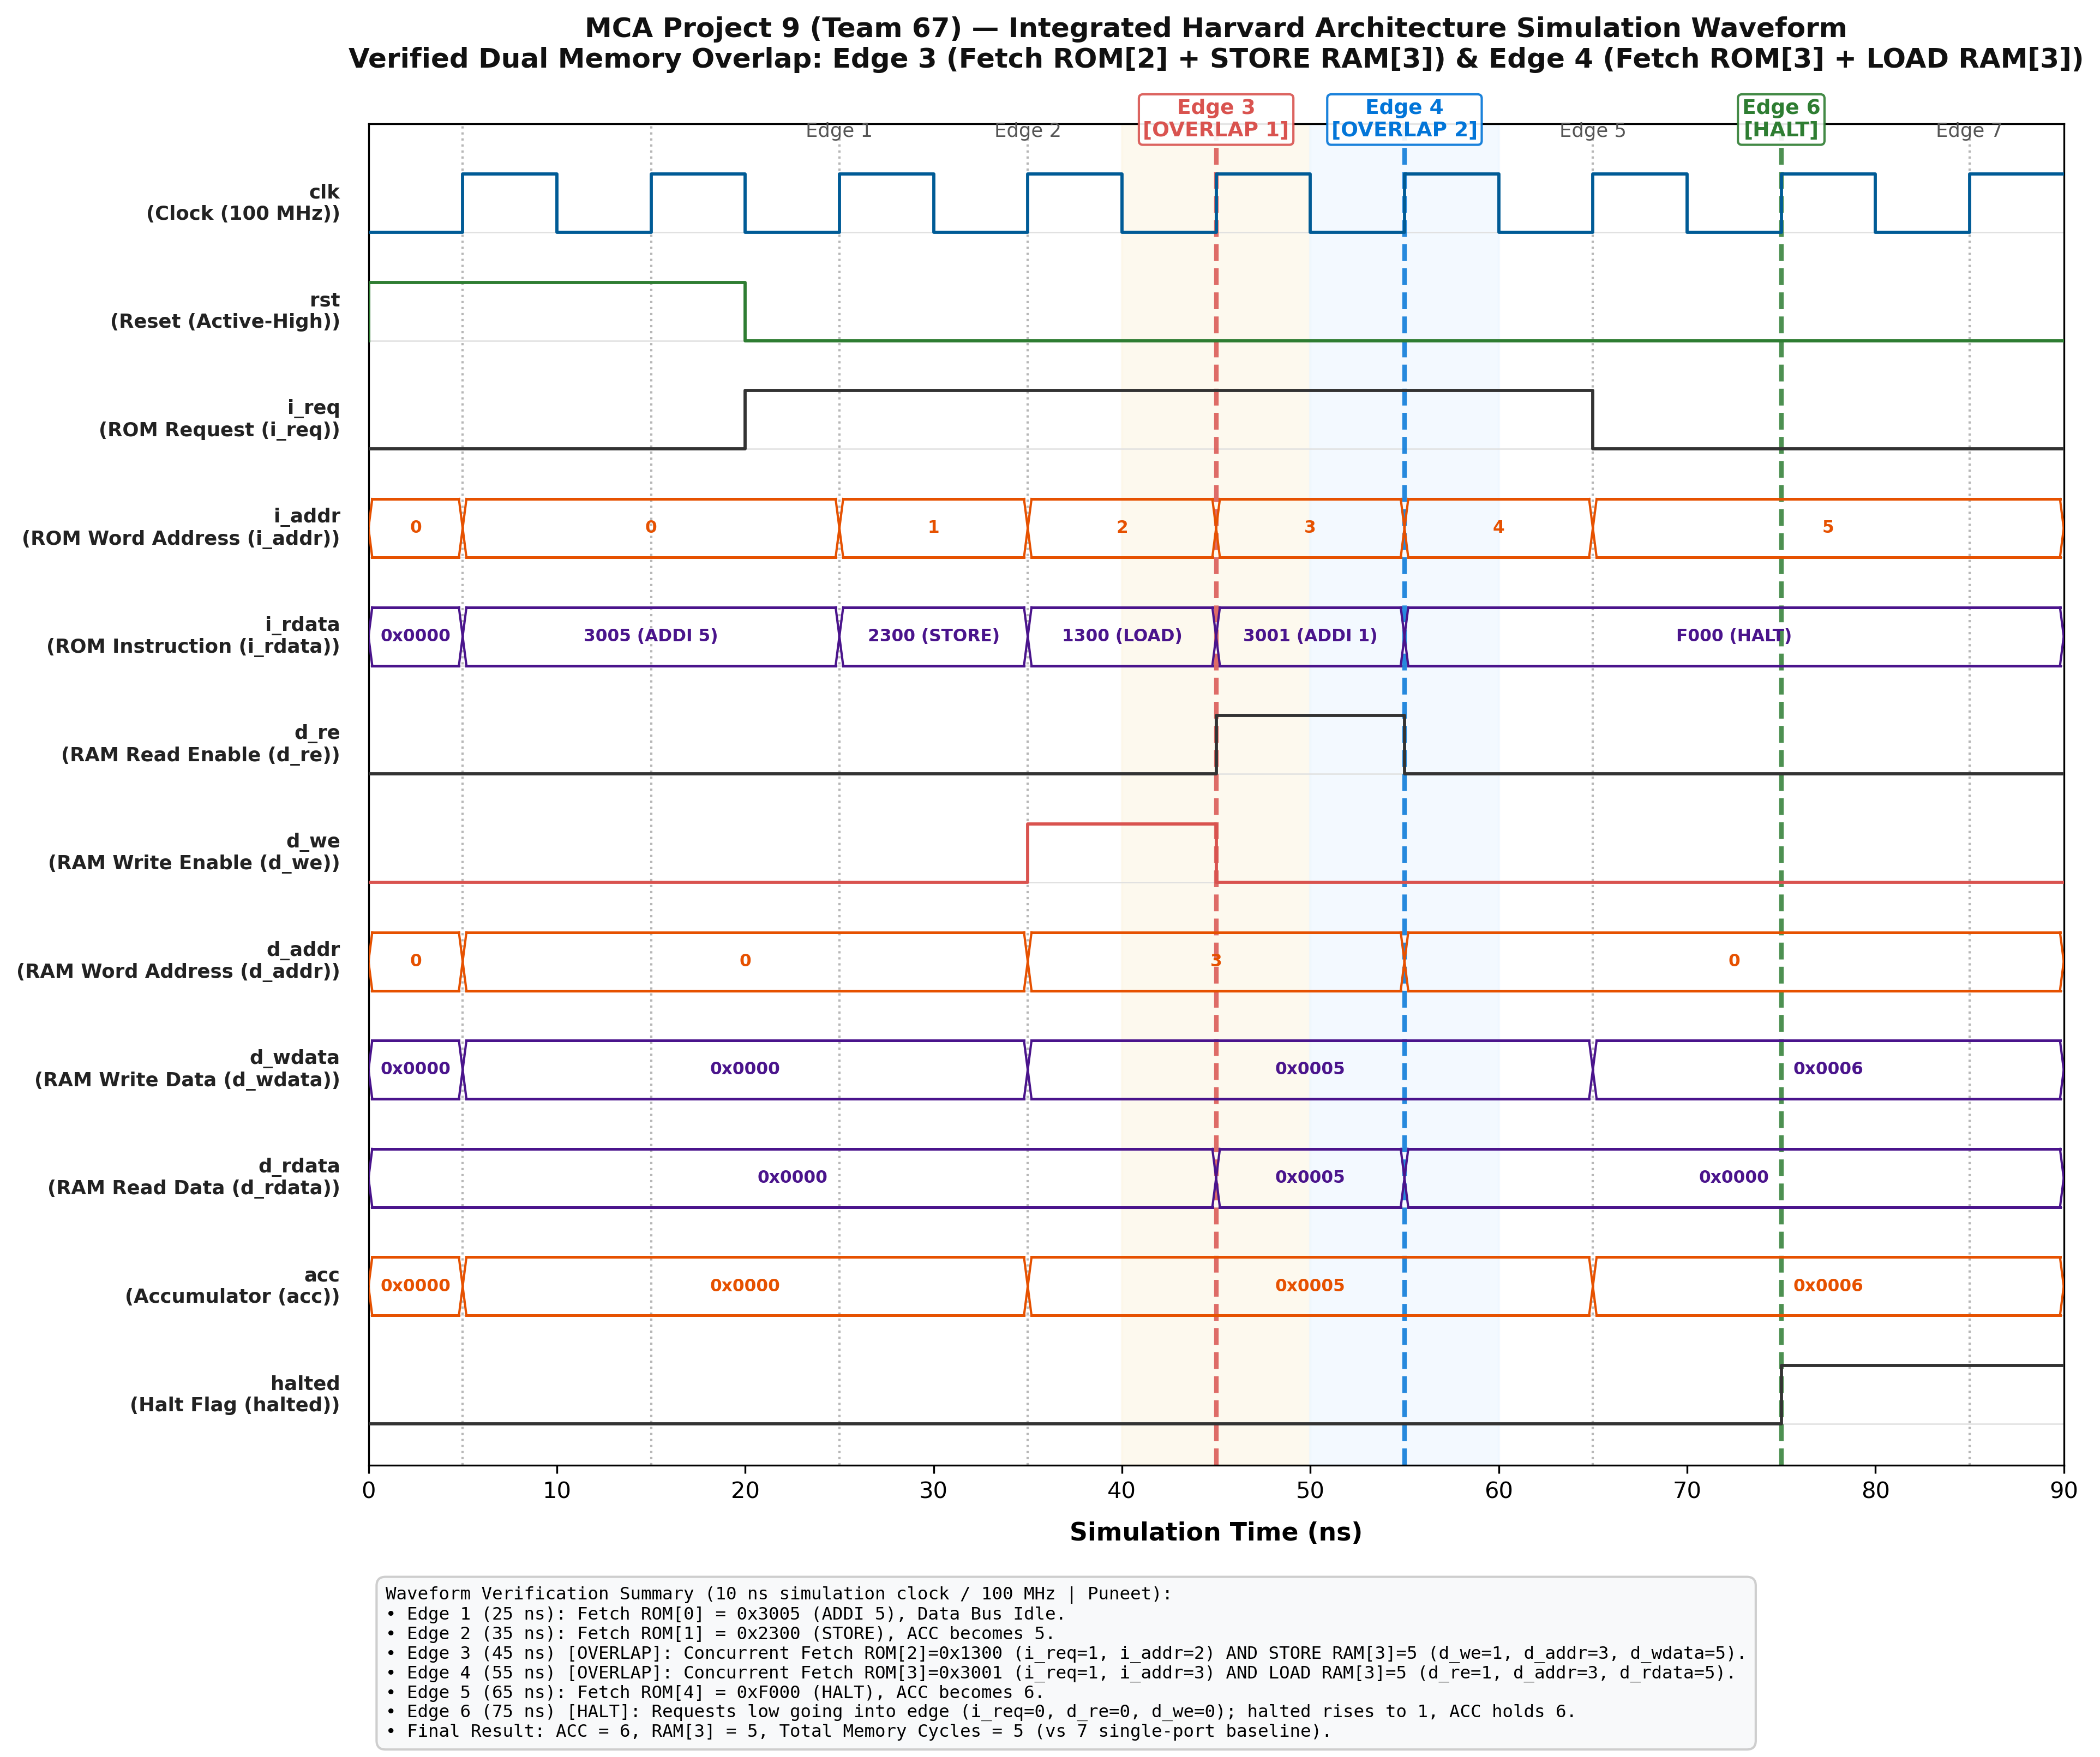 MCA Project 9 (Team 67) — Integrated Harvard Architecture Simulation Waveform
Verified Dual Memory Overlap: Edge 3 (Fetch ROM[2] + STORE RAM[3]) & Edge 4 (Fetch ROM[3] + LOAD RAM[3])
Edge 1
Edge 2
Edge 3
[OVERLAP 1]
Edge 4
[OVERLAP 2]
Edge 5
Edge 6
[HALT]
Edge 7
clk
(Clock (100 MHz))
rst
(Reset (Active-High))
i_req
(ROM Request (i_req))
i_addr
(ROM Word Address (i_addr))
0 0 1 2 3 4 5
i_rdata
(ROM Instruction (i_rdata))
0x0000 3005 (ADDI 5) 2300 (STORE) 1300 (LOAD) 3001 (ADDI 1) F000 (HALT)
d_re
(RAM Read Enable (d_re))
d_we
(RAM Write Enable (d_we))
d_addr
(RAM Word Address (d_addr))
0 0 3 0
d_wdata
(RAM Write Data (d_wdata))
0x0000 0x0000 0x0005 0x0006
d_rdata
(RAM Read Data (d_rdata))
0x0000 0x0005 0x0000
acc
(Accumulator (acc))
0x0000 0x0000 0x0005 0x0006
halted
(Halt Flag (halted))
0 10 20 30 40 50 60 70 80 90
Simulation Time (ns)
Waveform Verification Summary (10 ns simulation clock / 100 MHz | Puneet):
• Edge 1 (25 ns): Fetch ROM[0] = 0x3005 (ADDI 5), Data Bus Idle.
• Edge 2 (35 ns): Fetch ROM[1] = 0x2300 (STORE), ACC becomes 5.
• Edge 3 (45 ns) [OVERLAP]: Concurrent Fetch ROM[2]=0x1300 (i_req=1, i_addr=2) AND STORE RAM[3]=5 (d_we=1, d_addr=3, d_wdata=5).
• Edge 4 (55 ns) [OVERLAP]: Concurrent Fetch ROM[3]=0x3001 (i_req=1, i_addr=3) AND LOAD RAM[3]=5 (d_re=1, d_addr=3, d_rdata=5).
• Edge 5 (65 ns): Fetch ROM[4] = 0xF000 (HALT), ACC becomes 6.
• Edge 6 (75 ns) [HALT]: Requests low going into edge (i_req=0, d_re=0, d_we=0); halted rises to 1, ACC holds 6.
• Final Result: ACC = 6, RAM[3] = 5, Total Memory Cycles = 5 (vs 7 single-port baseline).